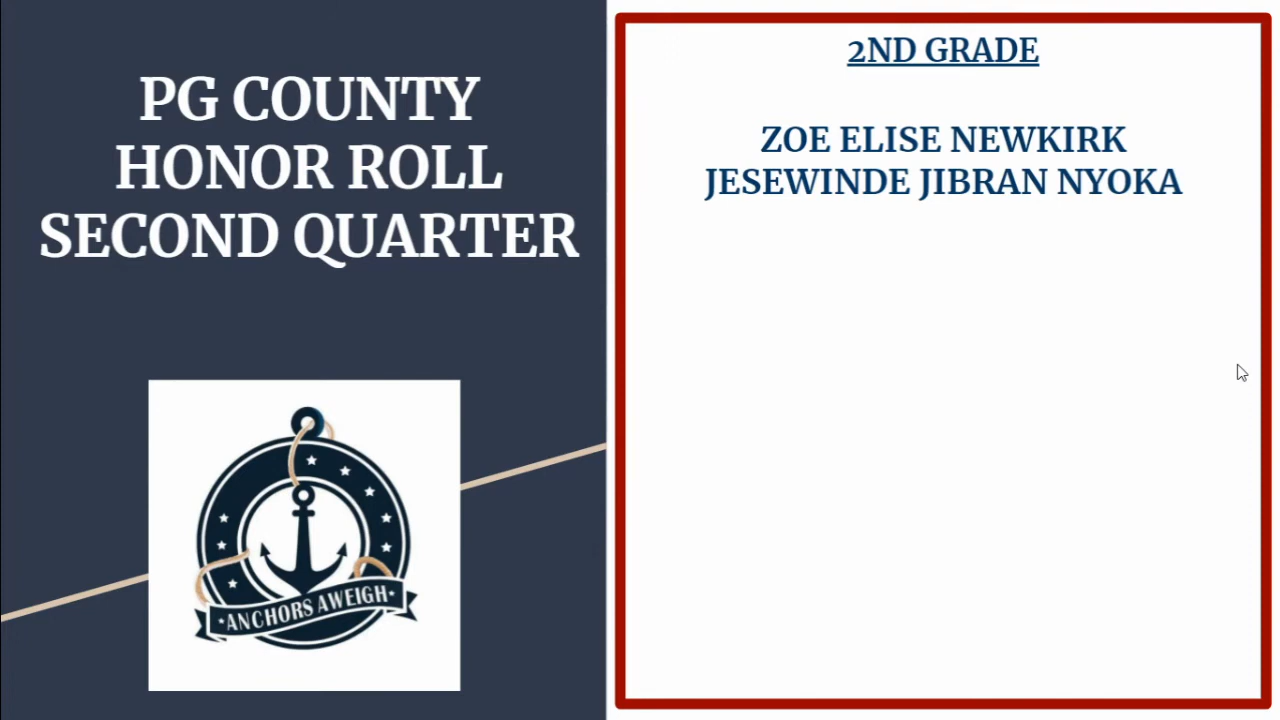 PG COUNTY
HONOR ROLL
SECOND QUARTER
ANCHORS AWEIGH
2ND GRADE
ZOE ELISE NEWKIRK
JESEWINDE JIBRAN NYOKA